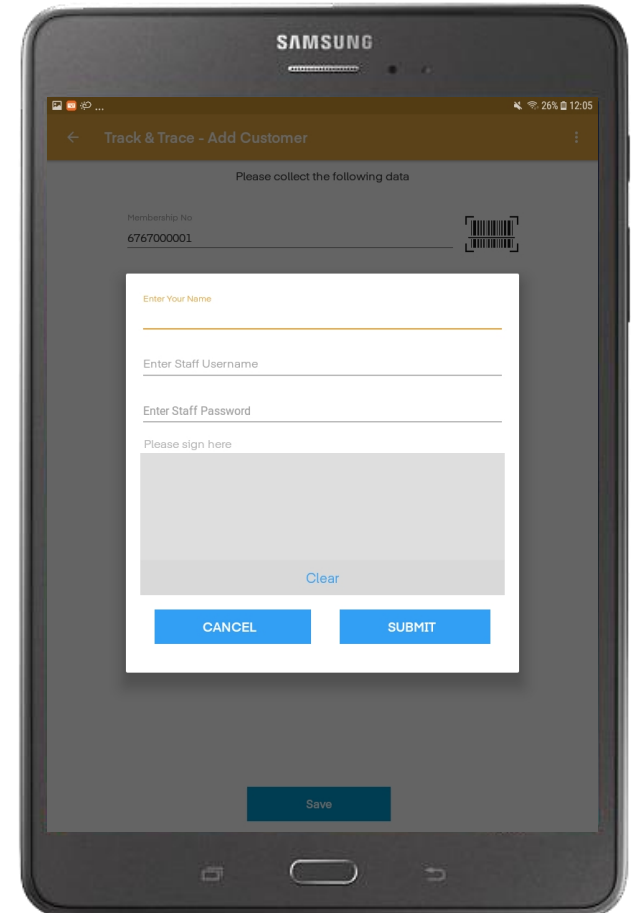 SAMSUNG
... 26% 12:05
Track & Trace - Add Customer
Please collect the following data
Membership No
6767000001
Enter Your Name
Enter Staff Username
Enter Staff Password
Please sign here
Clear
CANCEL SUBMIT
Save